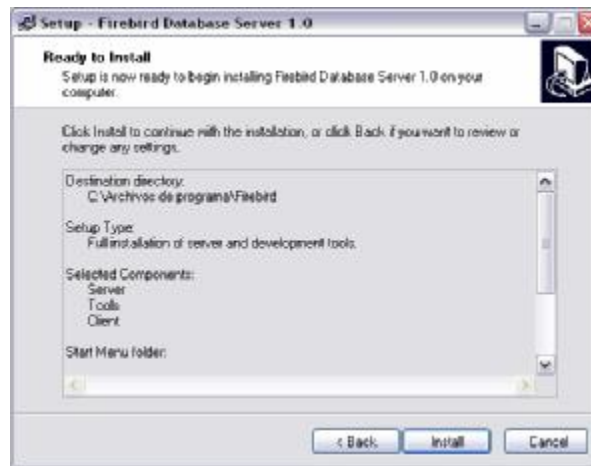 Setup - Firebird Database Server 1.0
Ready to Install
Setup is now ready to begin installing Firebird Database Server 1.0 on your
computer.
Click Install to continue with the installation, or click Back if you want to review or
change any settings.
Destination directory:
C:\Archivos de programa\Firebird
Setup Type:
Full installation of server and development tools.
Selected Components:
Server
Tools
Client
Start Menu folder:
< Back
Install
Cancel